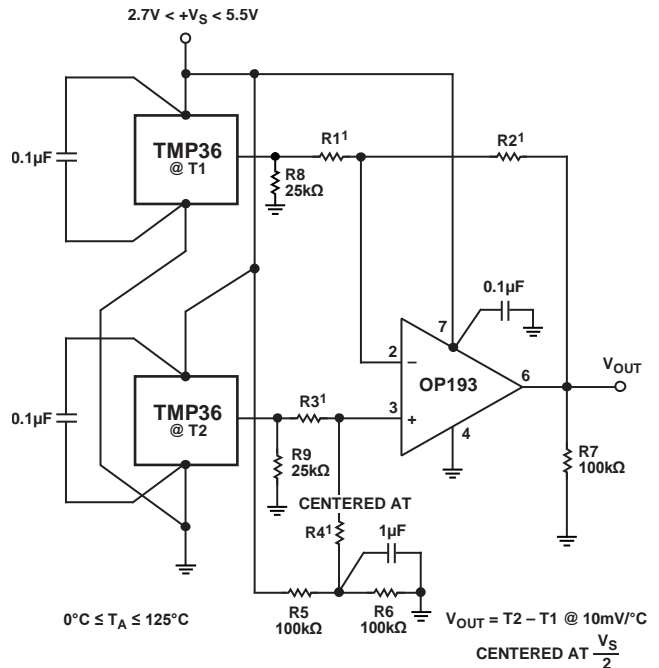 2.7V < +VS < 5.5V
0.1µF
TMP36
@ T1
R8
25kΩ
R1¹
R2¹
0.1µF
7
2
−
OP193
6
VOUT
3
+
4
0.1µF
TMP36
@ T2
R3¹
R9
25kΩ
CENTERED AT
R4¹
1µF
R7
100kΩ
R5
100kΩ
R6
100kΩ
0°C ≤ TA ≤ 125°C
VOUT = T2 – T1 @ 10mV/°C
CENTERED AT VS/2